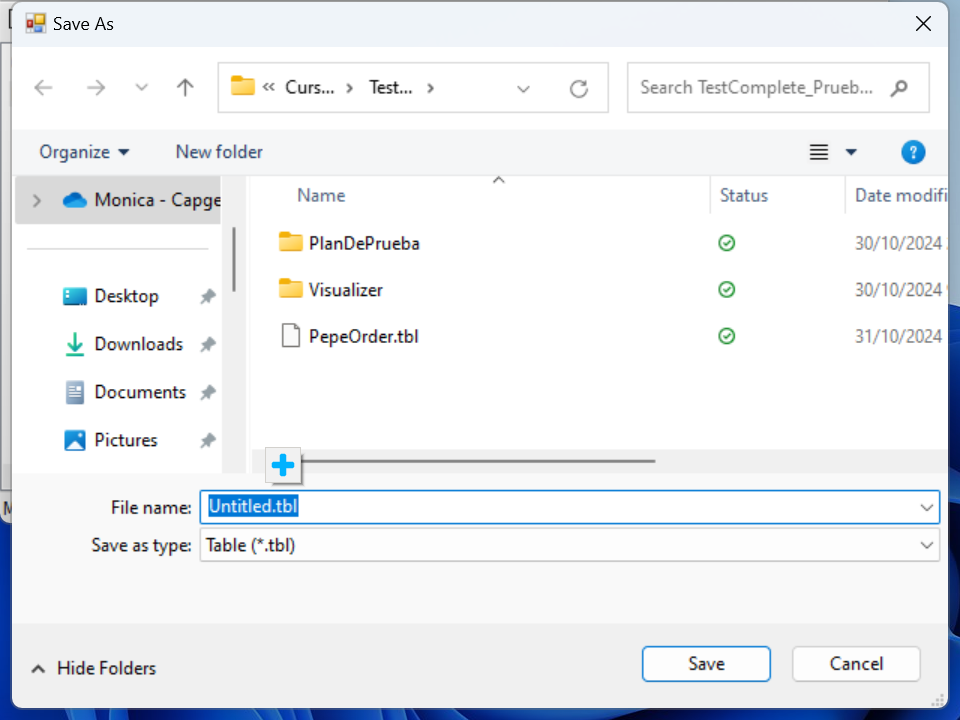 Save As
Curs... Test...
Search TestComplete_Prueb...
Organize New folder
Monica - Capge
Name Status Date modifi
PlanDePrueba 30/10/2024
Visualizer 30/10/2024
PepeOrder.tbl 31/10/2024
Desktop
Downloads
Documents
Pictures
File name: Untitled.tbl
Save as type: Table (*.tbl)
Hide Folders Save Cancel